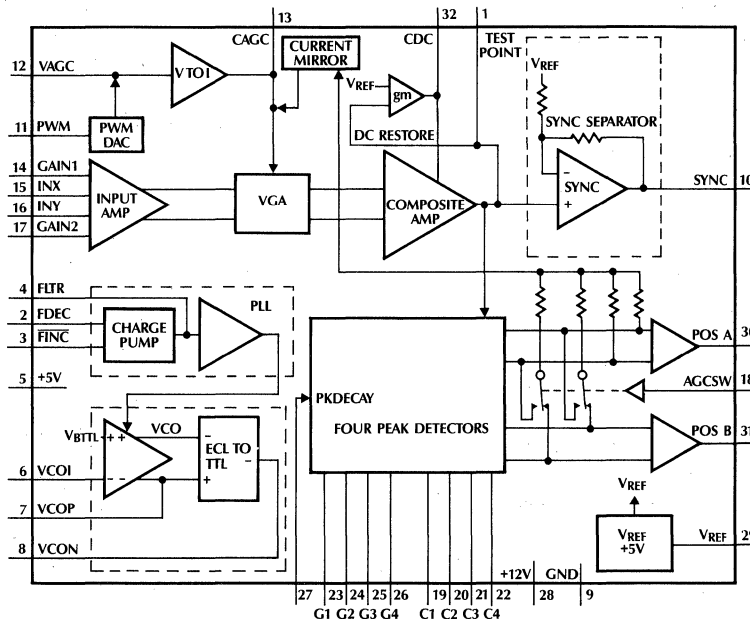 13
32
1
CAGC
CURRENT
MIRROR
CDC
TEST
POINT
12 VAGC
V TO I
VREF
gm
VREF
DC RESTORE
SYNC SEPARATOR
11 PWM
PWM
DAC
14 GAIN1
15 INX
16 INY
17 GAIN2
INPUT
AMP
VGA
COMPOSITE
AMP
-
SYNC
+
SYNC 10
4 FLTR
2 FDEC
3 FINC
5 +5V
PLL
CHARGE
PUMP
PKDECAY
FOUR PEAK DETECTORS
POS A 30
AGCSW 18
POS B 31
VBTTL
++
--
VCO
-
ECL TO
TTL
-
+
6 VCOI
7 VCOP
8 VCON
VREF
VREF
+5V
VREF 29
+12V GND
27 23 24 25 26 19 20 21 22 28 9
G1 G2 G3 G4 C1 C2 C3 C4